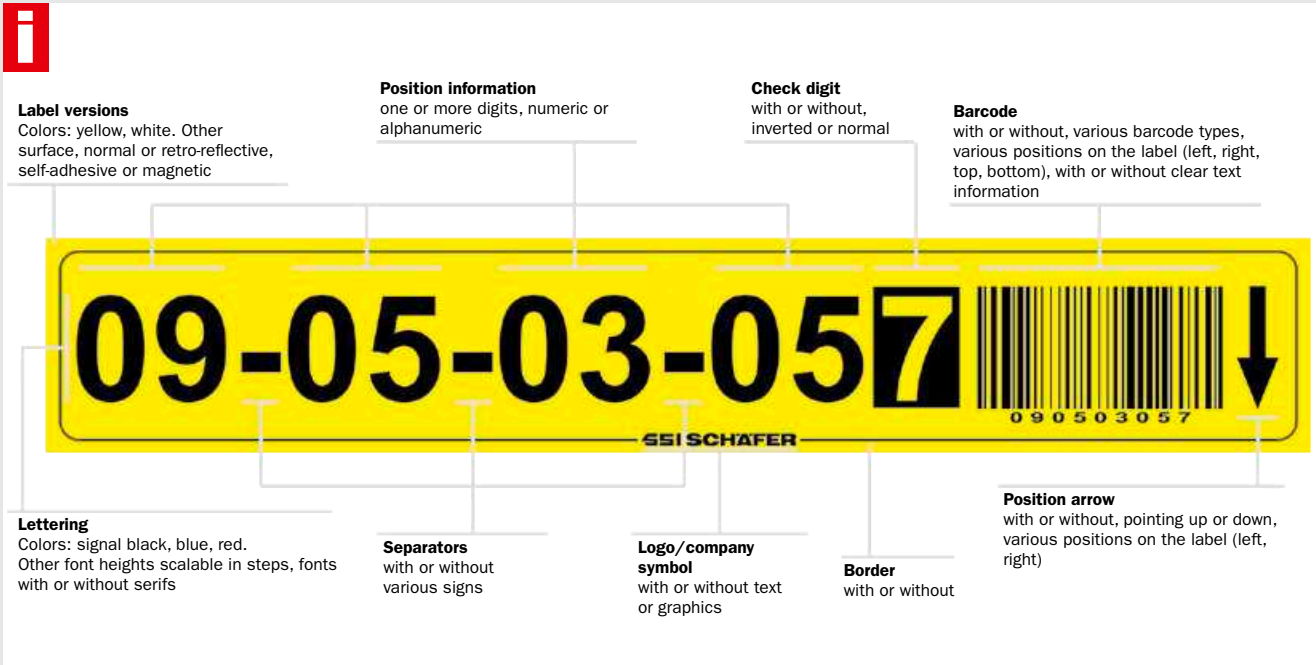 i
Label versions
Colors: yellow, white. Other
surface, normal or retro-reflective,
self-adhesive or magnetic
Position information
one or more digits, numeric or
alphanumeric
Check digit
with or without,
inverted or normal
Barcode
with or without, various barcode types,
various positions on the label (left, right,
top, bottom), with or without clear text
information
09-05-03-057
090503057
SSI SCHÄFER
Lettering
Colors: signal black, blue, red.
Other font heights scalable in steps, fonts
with or without serifs
Separators
with or without
various signs
Logo/company
symbol
with or without text
or graphics
Border
with or without
Position arrow
with or without, pointing up or down,
various positions on the label (left,
right)